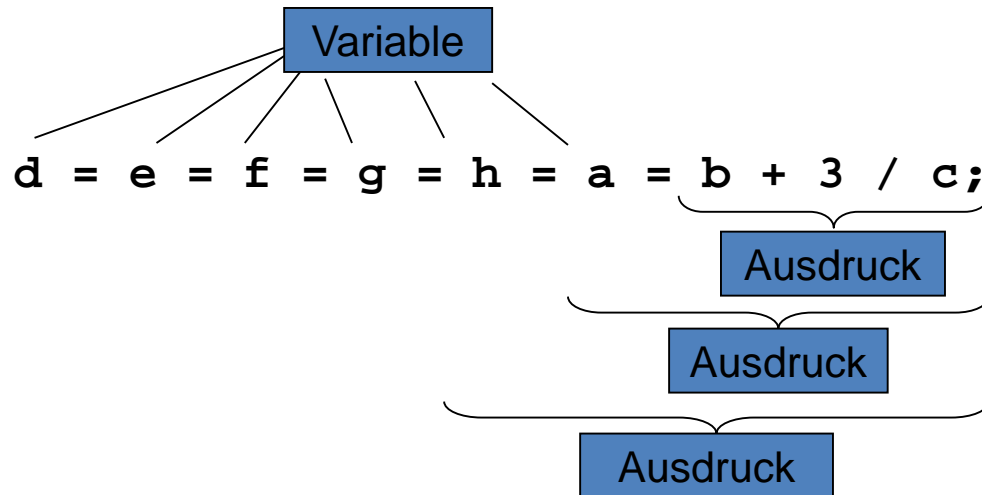 Variable
d = e = f = g = h = a = b + 3 / c;
Ausdruck
Ausdruck
Ausdruck